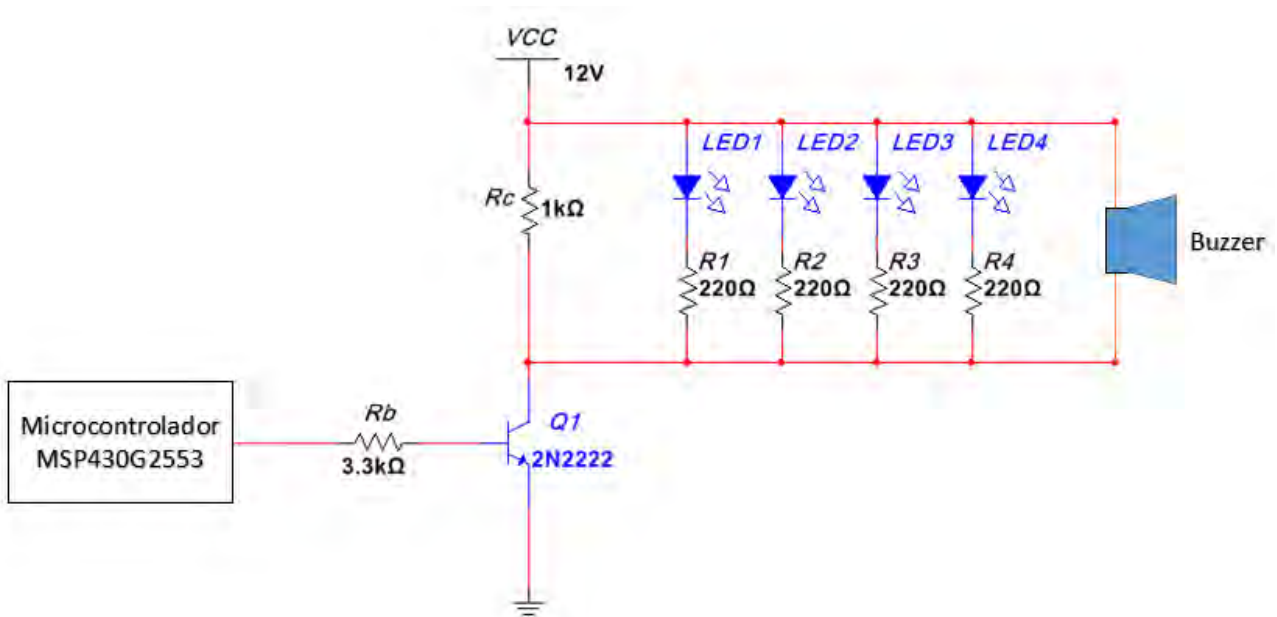 VCC
12V
LED1 LED2 LED3 LED4
Rc
1kΩ
R1 R2 R3 R4
220Ω 220Ω 220Ω 220Ω
Buzzer
Microcontrolador
MSP430G2553
Rb
3.3kΩ
Q1
2N2222